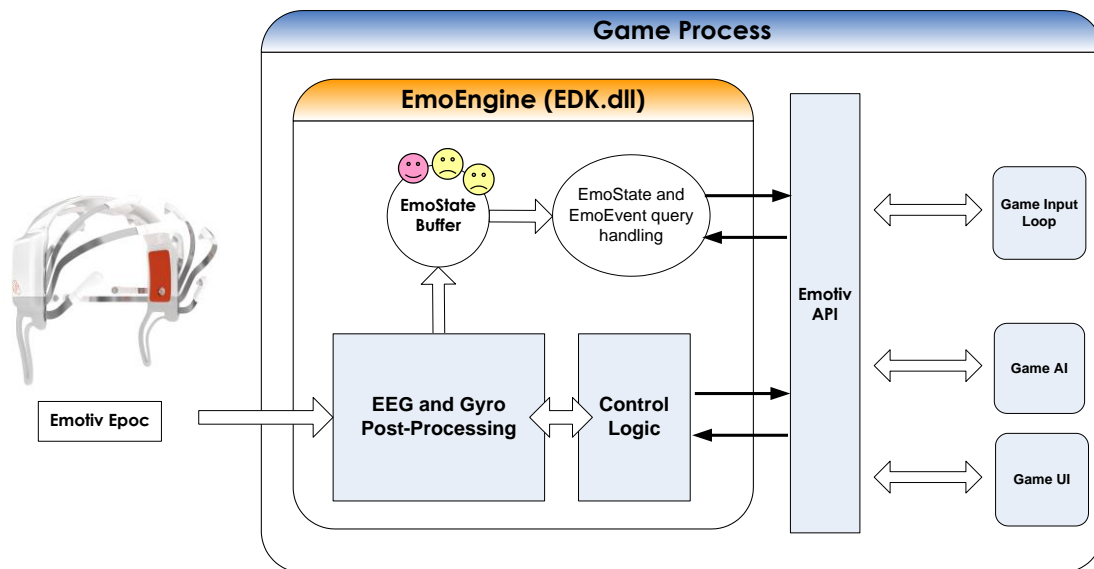 Game Process
EmoEngine (EDK.dll)
EmoState
Buffer
EmoState and
EmoEvent query
handling
Game Input
Loop
Emotiv
API
Game AI
EEG and Gyro
Post-Processing
Control
Logic
Emotiv Epoc
Game UI